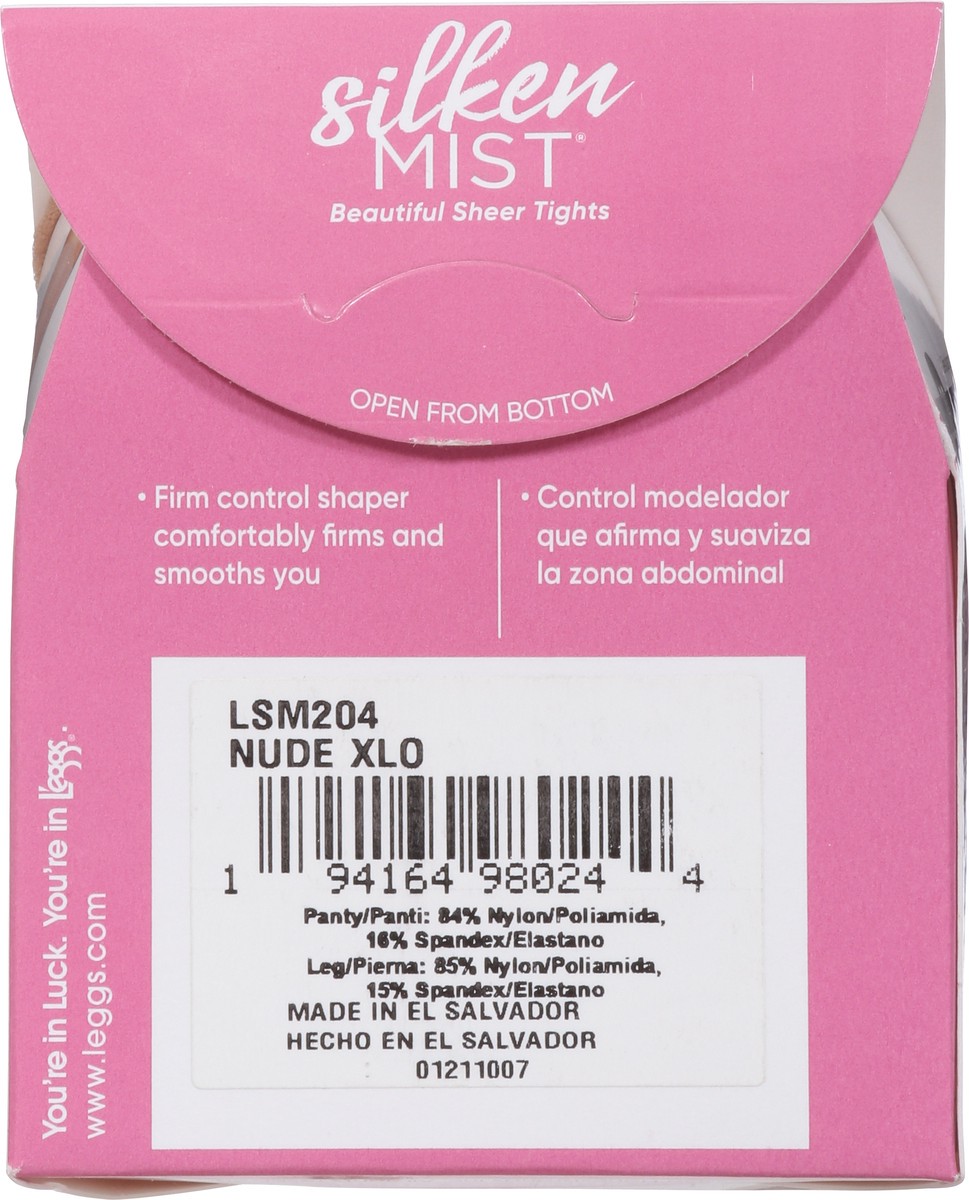 silken
MIST®
Beautiful Sheer Tights
OPEN FROM BOTTOM
• Firm control shaper
comfortably firms and
smooths you
• Control modelador
que afirma y suaviza
la zona abdominal
LSM204
NUDE XLO
1 94164 98024 4
Panty/Panti: 84% Nylon/Poliamida,
16% Spandex/Elastano
Leg/Pierna: 85% Nylon/Poliamida,
15% Spandex/Elastano
MADE IN EL SALVADOR
HECHO EN EL SALVADOR
01211007
You're in Luck. You're in L'eggs®.
www.leggs.com